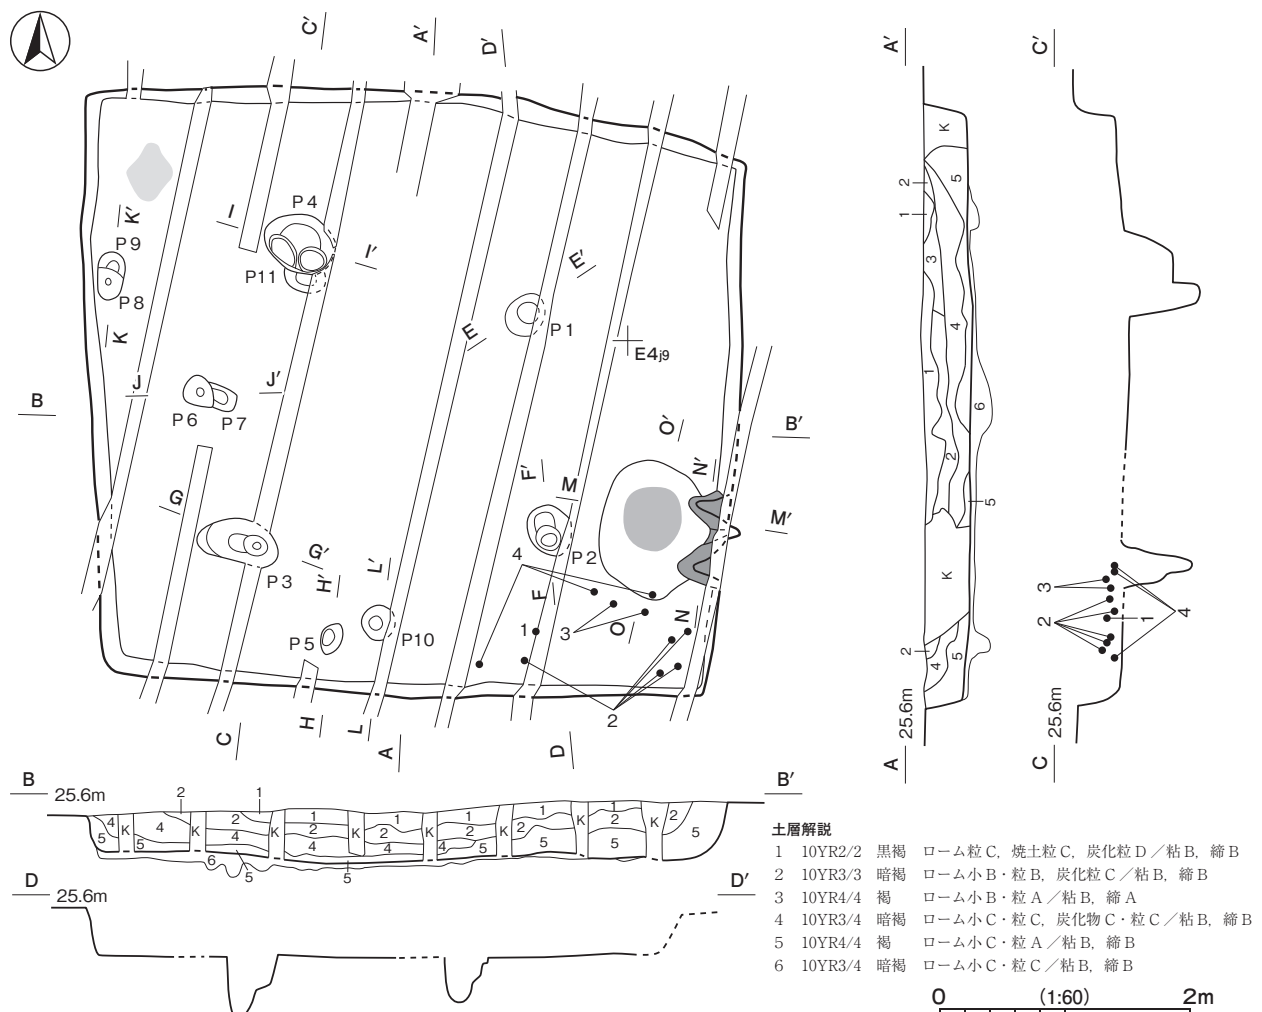 C′
A′
D′
A′
C′
P4
I
I′
K′
P9
P11
P8
K
E′
E
P1
E4j9
J
J′
P6
P7
B
B′
O′
N′
F′
M
M′
G
G′
H′
L′
P3
P2
4
F
1
3
O
N
P5
P10
2
H
L
C
A
D
K
5
2
1
3
4
1
6
2
5
K
2
4
5
25.6m
A
3
2
1
4
25.6m
C
B
25.6m
2
1
B′
4
5
K
4
5
K
2
4
K
1
2
4
K
1
2
4
K
1
2
4
5
K
1
2
5
K
1
2
5
K
2
5
6
5
5
D
25.6m
D′
土層解説
1 10YR2/2 黒褐 ローム粒C，焼土粒C，炭化粒D／粘B，締B
2 10YR3/3 暗褐 ローム小B・粒B，炭化粒C／粘B，締B
3 10YR4/4 褐 ローム小B・粒A／粘B，締A
4 10YR3/4 暗褐 ローム小C・粒C，炭化物C・粒C／粘B，締B
5 10YR4/4 褐 ローム小C・粒A／粘B，締B
6 10YR3/4 暗褐 ローム小C・粒C／粘B，締B
0 (1:60) 2m